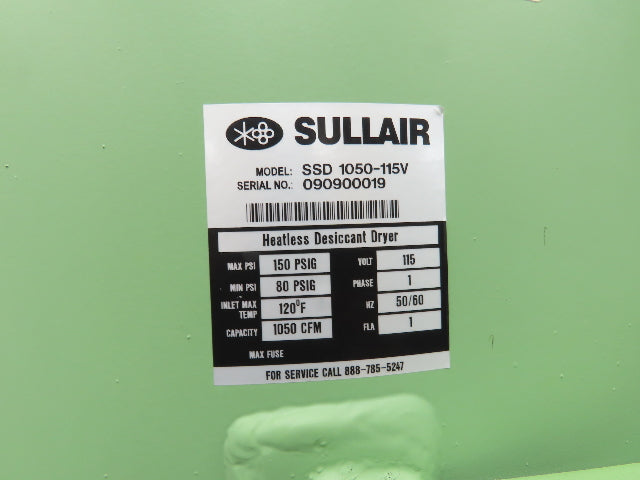 SULLAIR
MODEL: SSD 1050-115V
SERIAL NO.: 090900019
Heatless Desiccant Dryer
MAX PSI 150 PSIG VOLT 115
MIN PSI 80 PSIG PHASE 1
INLET MAX TEMP 120°F HZ 50/60
CAPACITY 1050 CFM FLA 1
MAX FUSE
FOR SERVICE CALL 888-785-5247